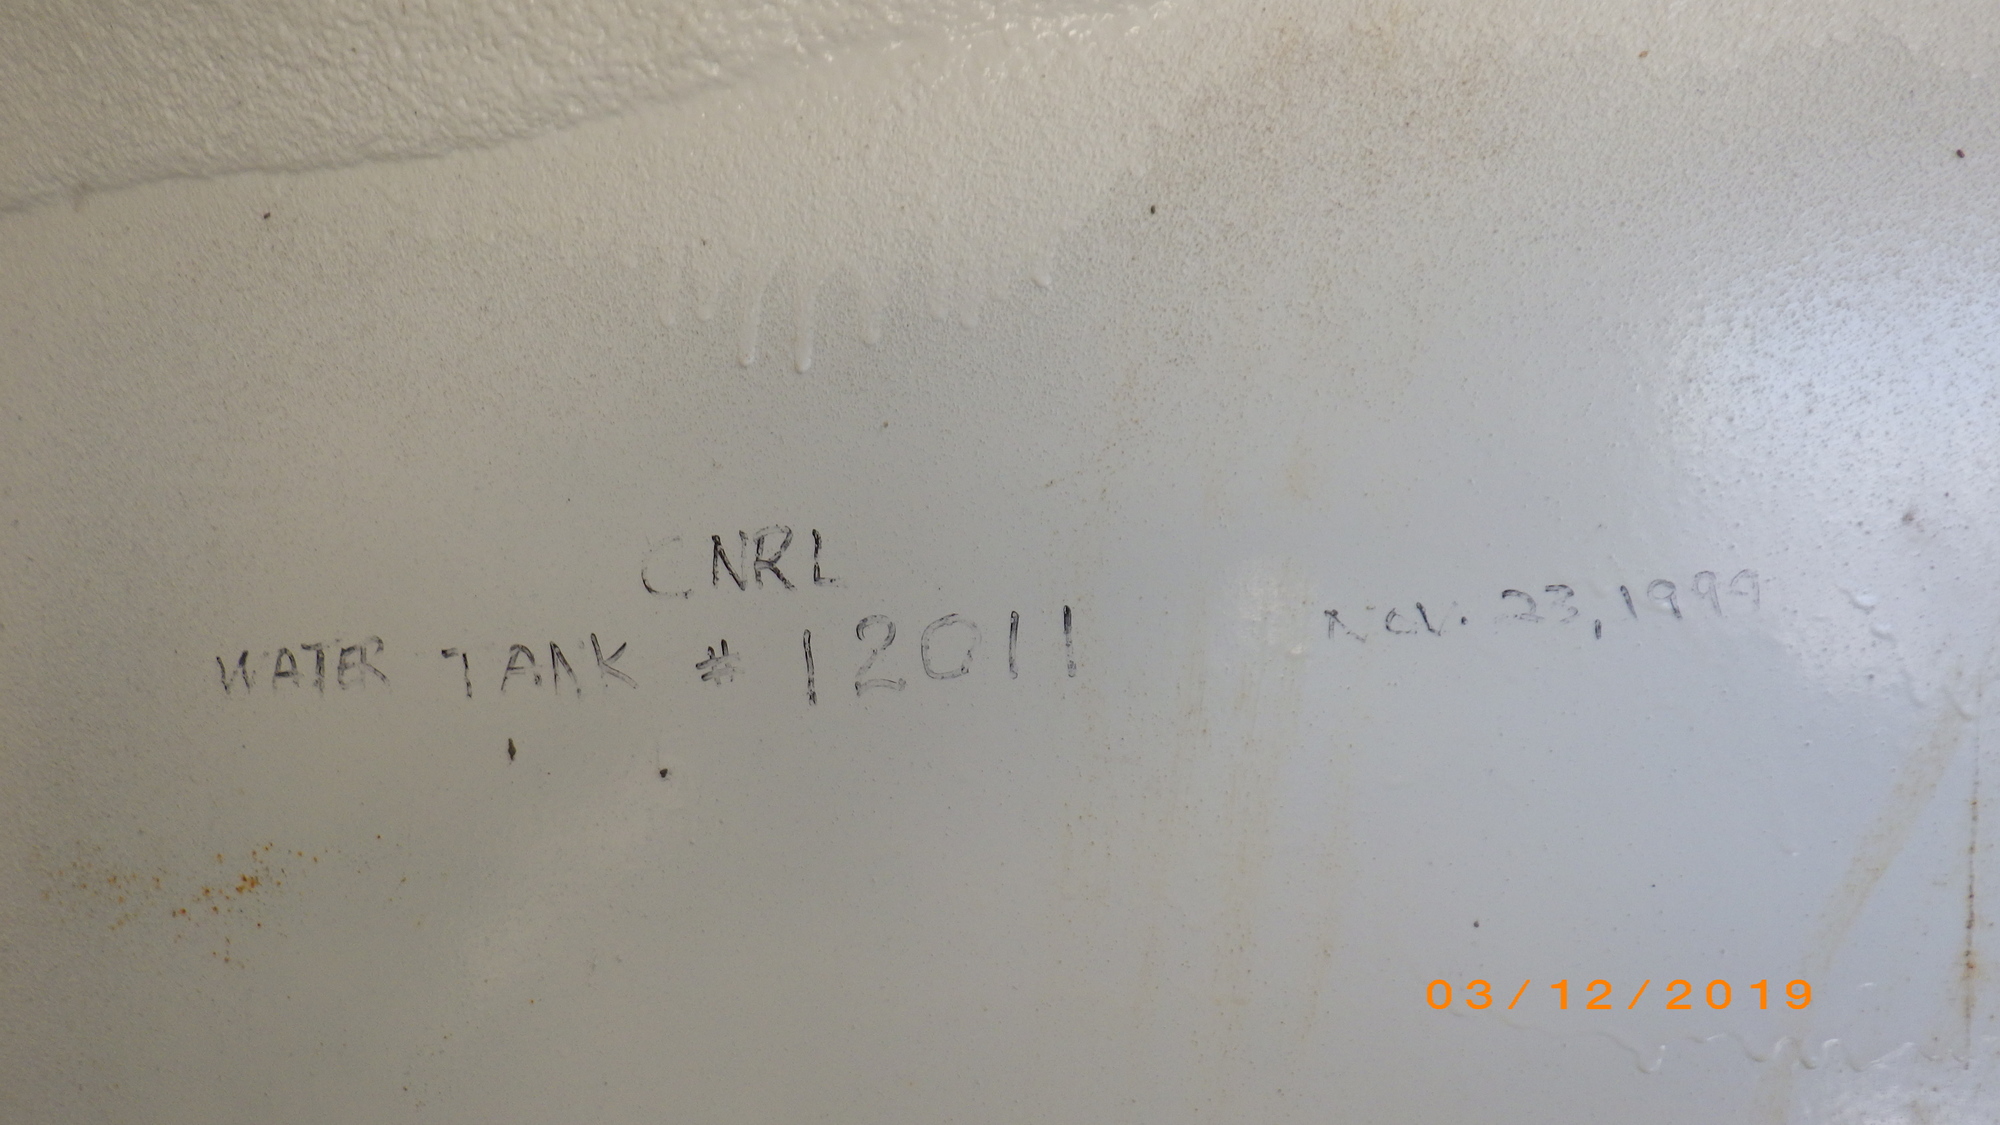 CNRL
WATER TANK # 12011
NOV. 23, 1999
03/12/2019